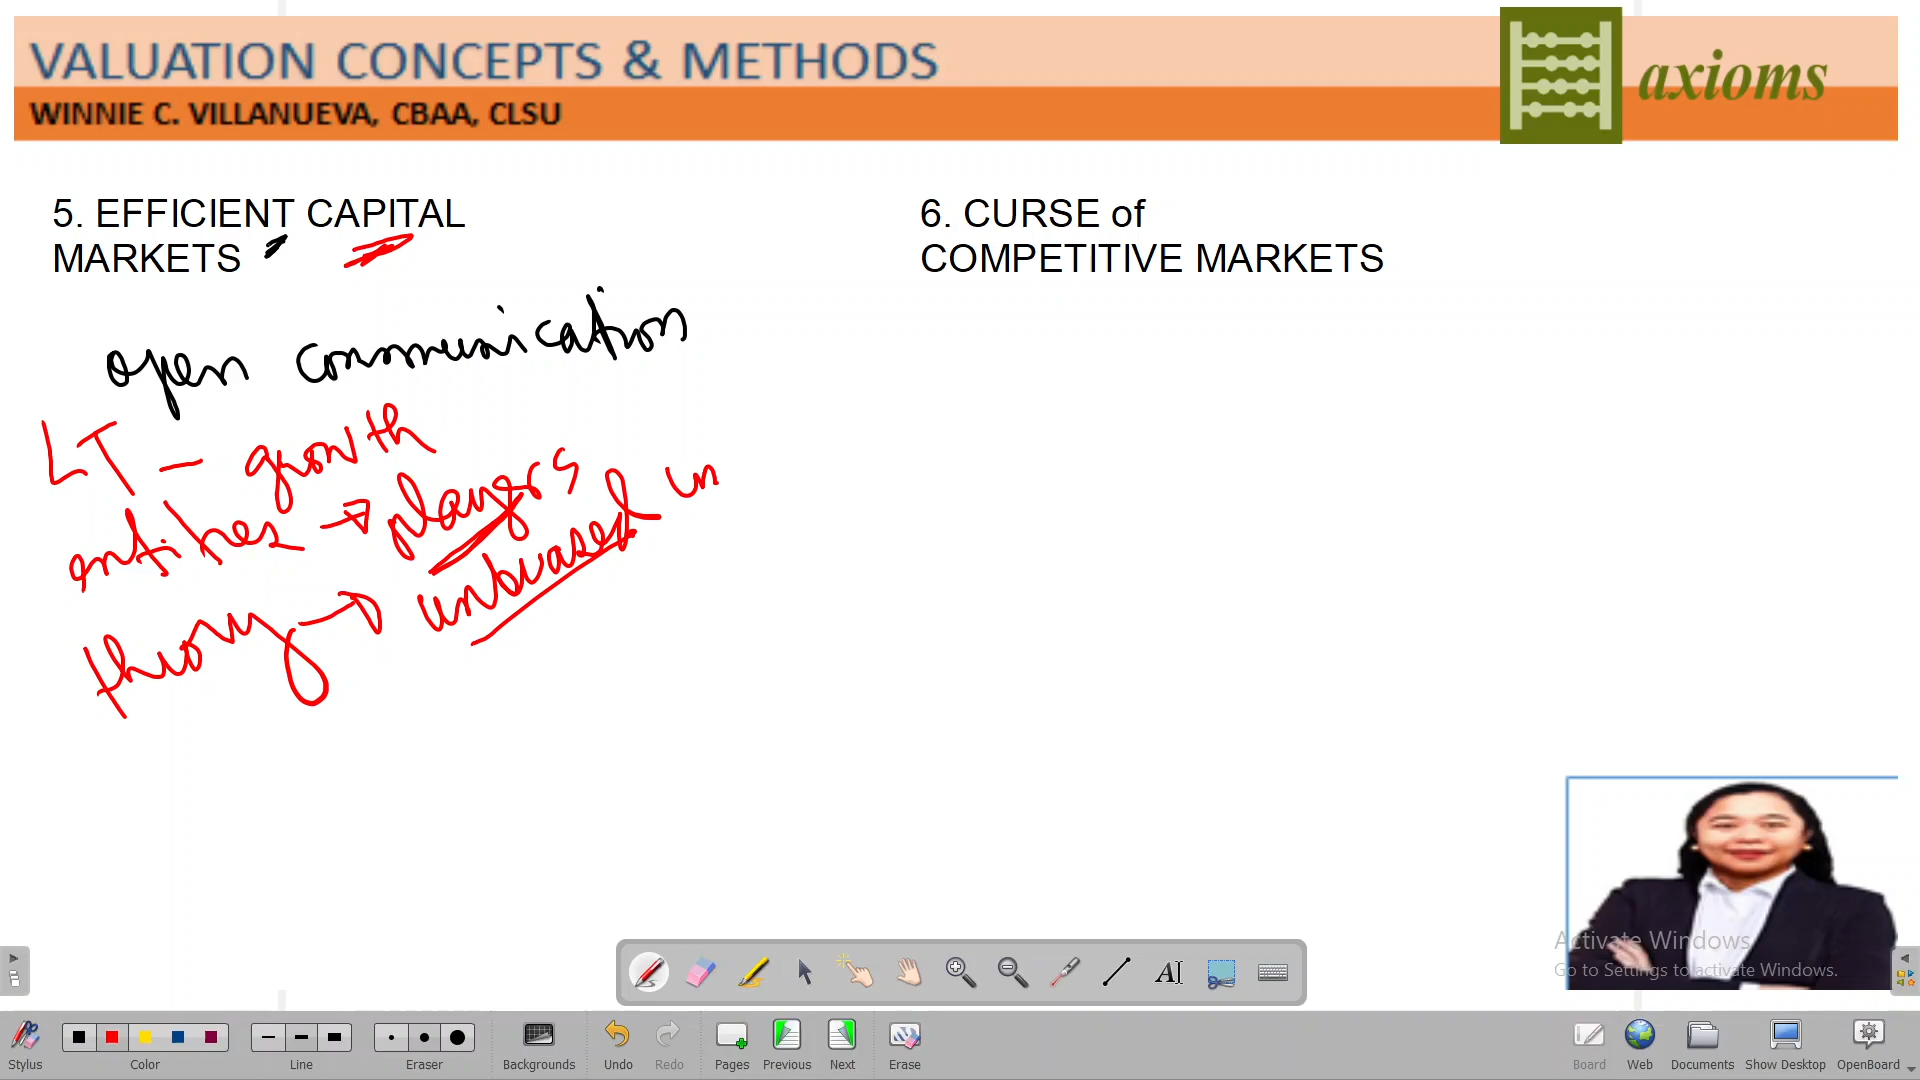 VALUATION CONCEPTS & METHODS
WINNIE C. VILLANUEVA, CBAA, CLSU
axioms
5. EFFICIENT CAPITAL
MARKETS
6. CURSE of
COMPETITIVE MARKETS
open communication
LT - growth
entities → players
theory → unbiased in
Activate Windows
Go to Settings to activate Windows.
Stylus
Color
Line
Eraser
Backgrounds
Undo
Redo
Pages
Previous
Next
Erase
Board
Web
Documents
Show Desktop
OpenBoard